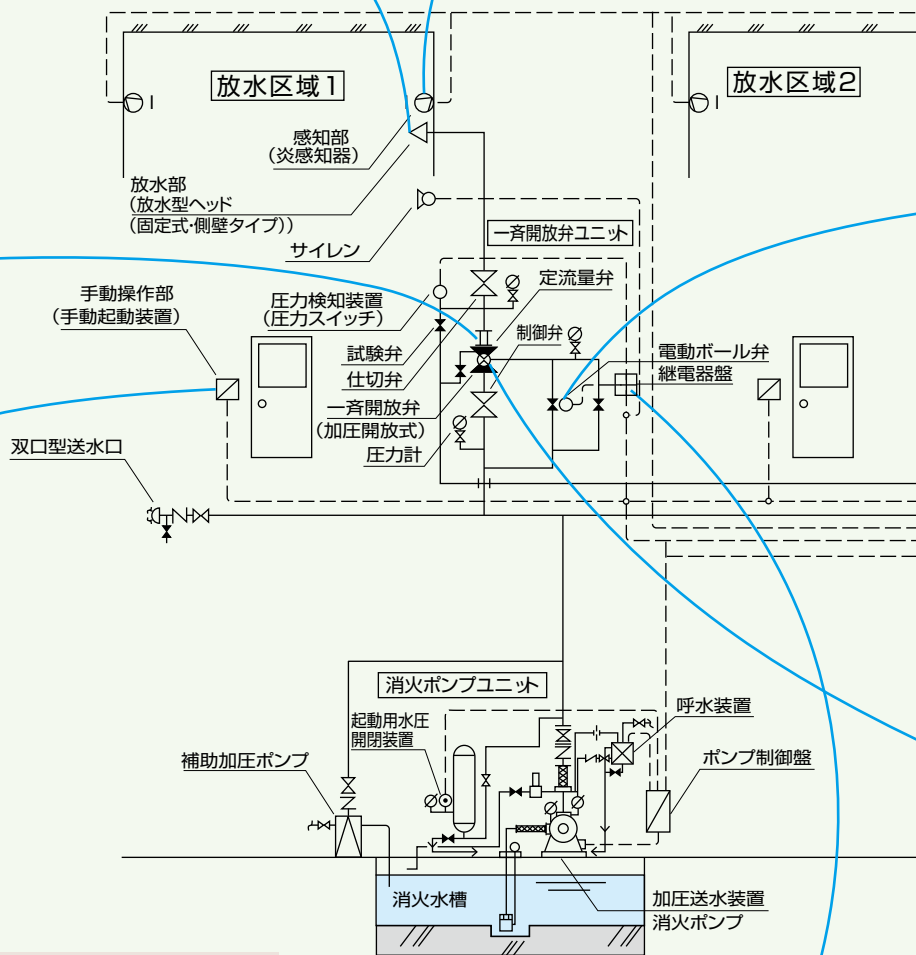 放水区域1
放水区域2
感知部
(炎感知器)
放水部
(放水型ヘッド
(固定式・側壁タイプ))
サイレン
一斉開放弁ユニット
手動操作部
(手動起動装置)
圧力検知装置
(圧力スイッチ)
定流量弁
試験弁
制御弁
仕切弁
電動ボール弁
継電器盤
一斉開放弁
(加圧開放式)
圧力計
双口型送水口
消火ポンプユニット
起動用水圧
開閉装置
呼水装置
補助加圧ポンプ
ポンプ制御盤
消火水槽
加圧送水装置
消火ポンプ